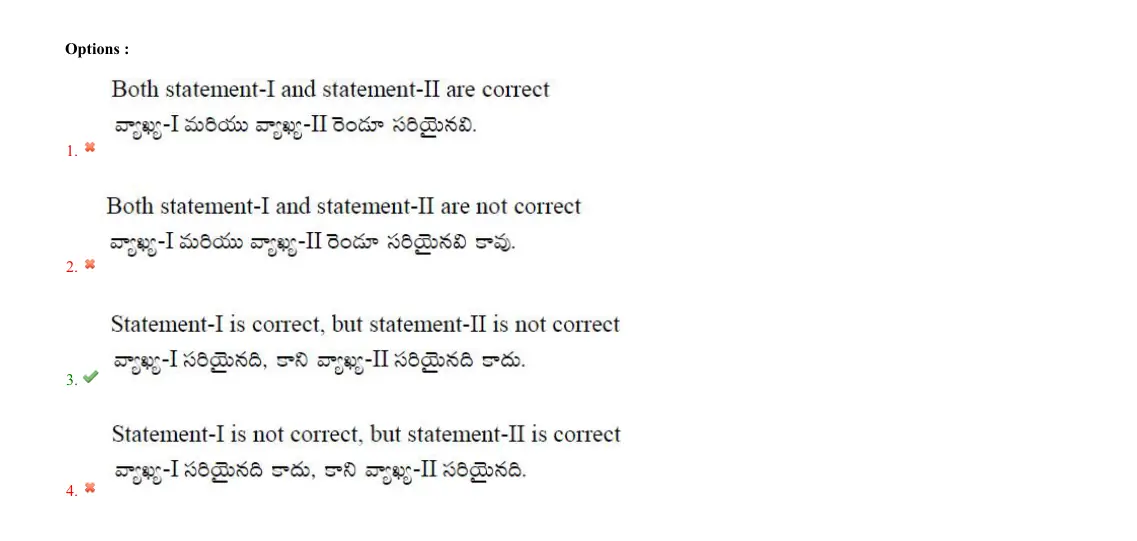 Options :
Both statement-I and statement-II are correct
వ్యాఖ్య-I మరియు వ్యాఖ్య-II రెండూ సరియైనవి.
1.
Both statement-I and statement-II are not correct
వ్యాఖ్య-I మరియు వ్యాఖ్య-II రెండూ సరియైనవి కావు.
2.
Statement-I is correct, but statement-II is not correct
వ్యాఖ్య-I సరియైనది, కాని వ్యాఖ్య-II సరియైనది కాదు.
3.
Statement-I is not correct, but statement-II is correct
వ్యాఖ్య-I సరియైనది కాదు, కాని వ్యాఖ్య-II సరియైనది.
4.